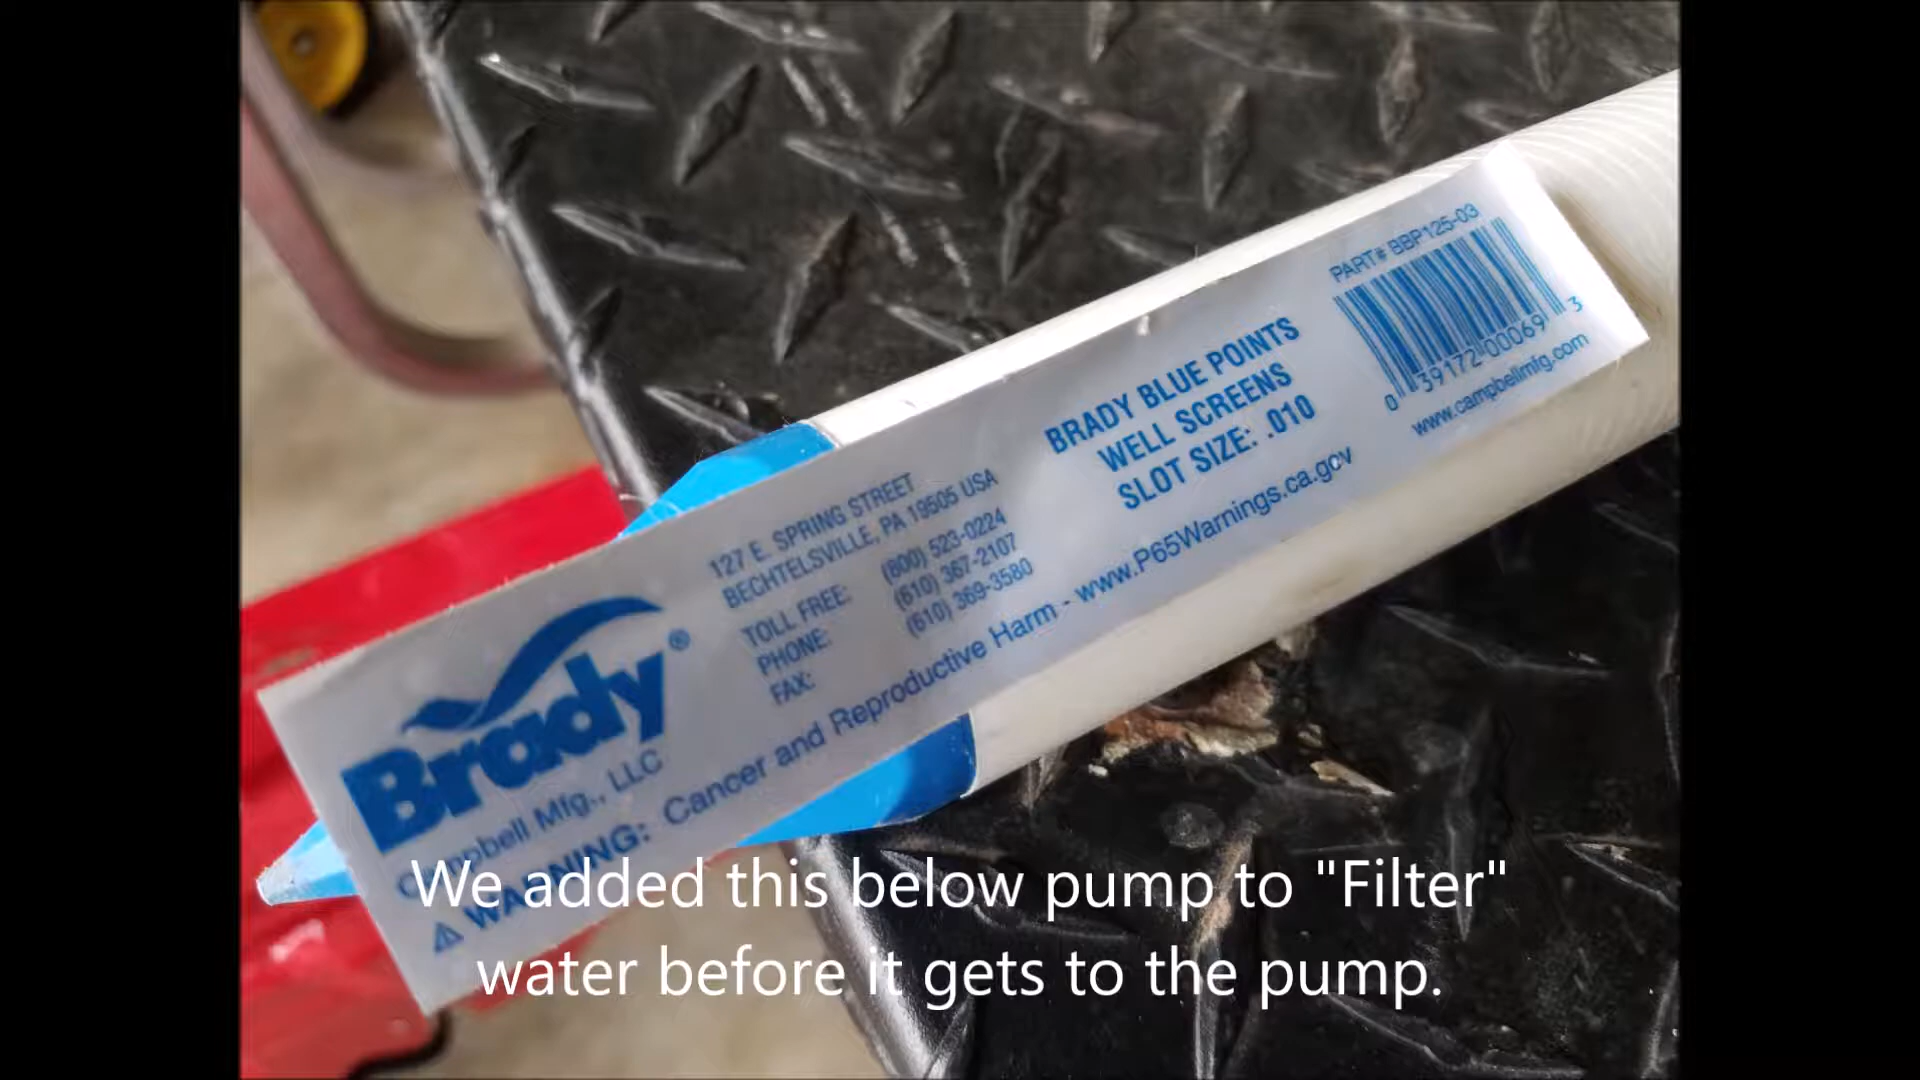 PART# BBP125-03
0 39172-00069 3
www.campbellmfg.com
BRADY BLUE POINTS
WELL SCREENS
SLOT SIZE: .010
127 E. SPRING STREET
BECHTELSVILLE, PA 19505 USA
TOLL FREE: (800) 523-0224
PHONE: (610) 367-2107
FAX: (610) 369-3580
Brady®
Campbell Mfg., LLC
⚠ WARNING: Cancer and Reproductive Harm - www.P65Warnings.ca.gov
We added this below pump to "Filter"
water before it gets to the pump.